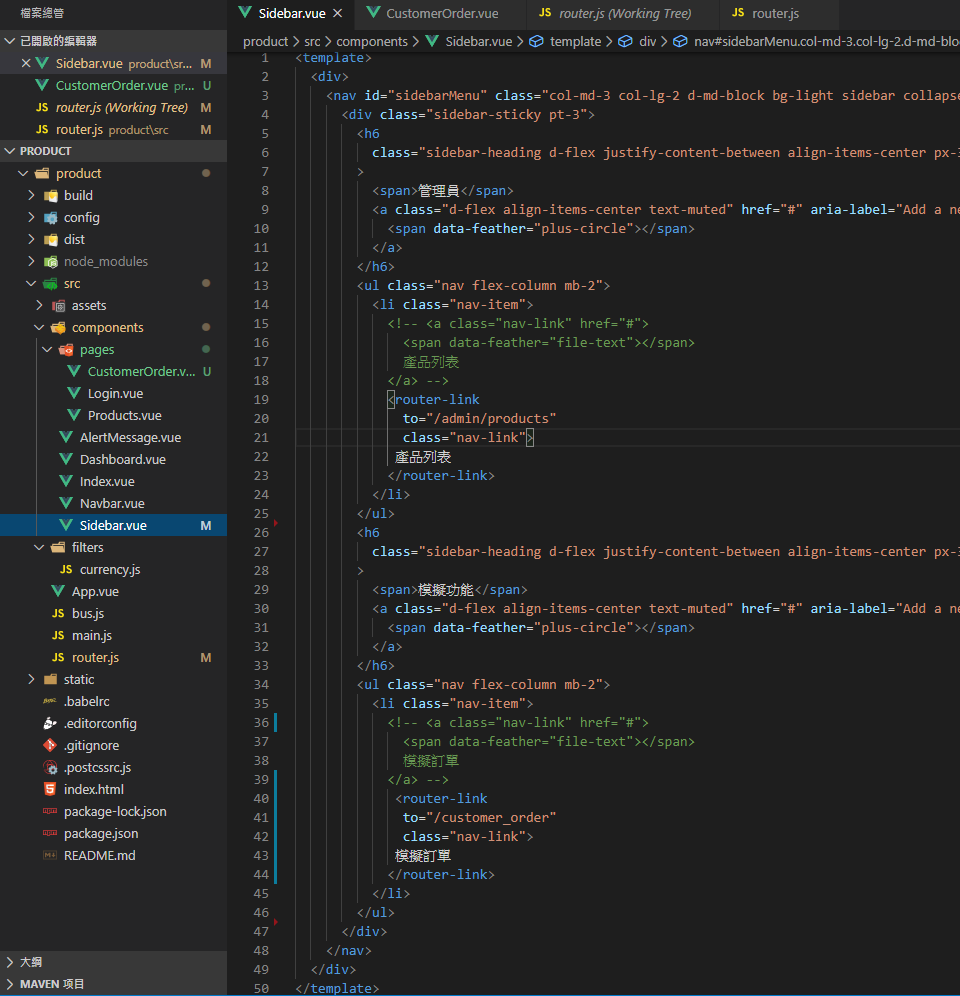 檔案總管
已開啟的編輯器
Sidebar.vue product\sr... M
CustomerOrder.vue pr... U
JS router.js (Working Tree) M
JS router.js product\src M
PRODUCT
product
build
config
dist
node_modules
src
assets
components
pages
CustomerOrder.v... U
Login.vue
Products.vue
AlertMessage.vue
Dashboard.vue
Index.vue
Navbar.vue
Sidebar.vue M
filters
JS currency.js
App.vue
JS bus.js
JS main.js
JS router.js M
static
.babelrc
.editorconfig
.gitignore
.postcssrc.js
index.html
package-lock.json
package.json
README.md
大綱
MAVEN 項目
Sidebar.vue CustomerOrder.vue JS router.js (Working Tree) JS router.js
product > src > components > Sidebar.vue > template > div > nav#sidebarMenu.col-md-3.col-lg-2.d-md-blo
1 <template>
2 <div>
3 <nav id="sidebarMenu" class="col-md-3 col-lg-2 d-md-block bg-light sidebar collapse
4 <div class="sidebar-sticky pt-3">
5 <h6
6 class="sidebar-heading d-flex justify-content-between align-items-center px-3
7 >
8 <span>管理員</span>
9 <a class="d-flex align-items-center text-muted" href="#" aria-label="Add a ne
10 <span data-feather="plus-circle"></span>
11 </a>
12 </h6>
13 <ul class="nav flex-column mb-2">
14 <li class="nav-item">
15 <!-- <a class="nav-link" href="#">
16 <span data-feather="file-text"></span>
17 產品列表
18 </a> -->
19 <router-link
20 to="/admin/products"
21 class="nav-link">
22 產品列表
23 </router-link>
24 </li>
25 </ul>
26 <h6
27 class="sidebar-heading d-flex justify-content-between align-items-center px-3
28 >
29 <span>模擬功能</span>
30 <a class="d-flex align-items-center text-muted" href="#" aria-label="Add a ne
31 <span data-feather="plus-circle"></span>
32 </a>
33 </h6>
34 <ul class="nav flex-column mb-2">
35 <li class="nav-item">
36 <!-- <a class="nav-link" href="#">
37 <span data-feather="file-text"></span>
38 模擬訂單
39 </a> -->
40 <router-link
41 to="/customer_order"
42 class="nav-link">
43 模擬訂單
44 </router-link>
45 </li>
46 </ul>
47 </div>
48 </nav>
49 </div>
50 </template>